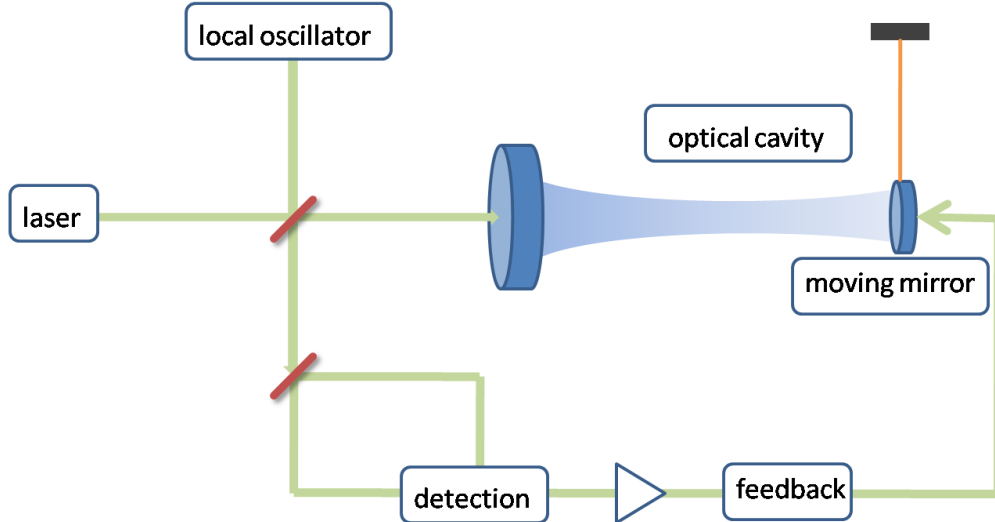 local oscillator
optical cavity
laser
moving mirror
detection
feedback